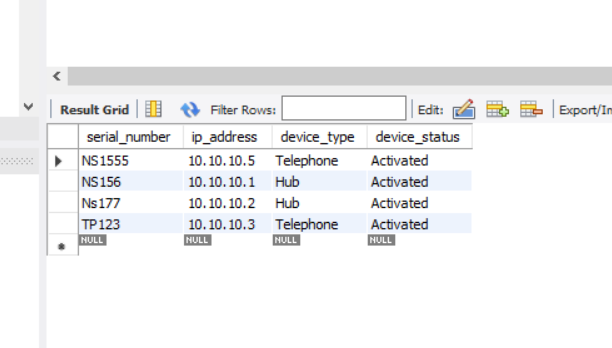 Result Grid Filter Rows: Edit: Export/Im
serial_number ip_address device_type device_status
NS1555 10.10.10.5 Telephone Activated
NS156 10.10.10.1 Hub Activated
Ns177 10.10.10.2 Hub Activated
TP123 10.10.10.3 Telephone Activated
NULL NULL NULL NULL